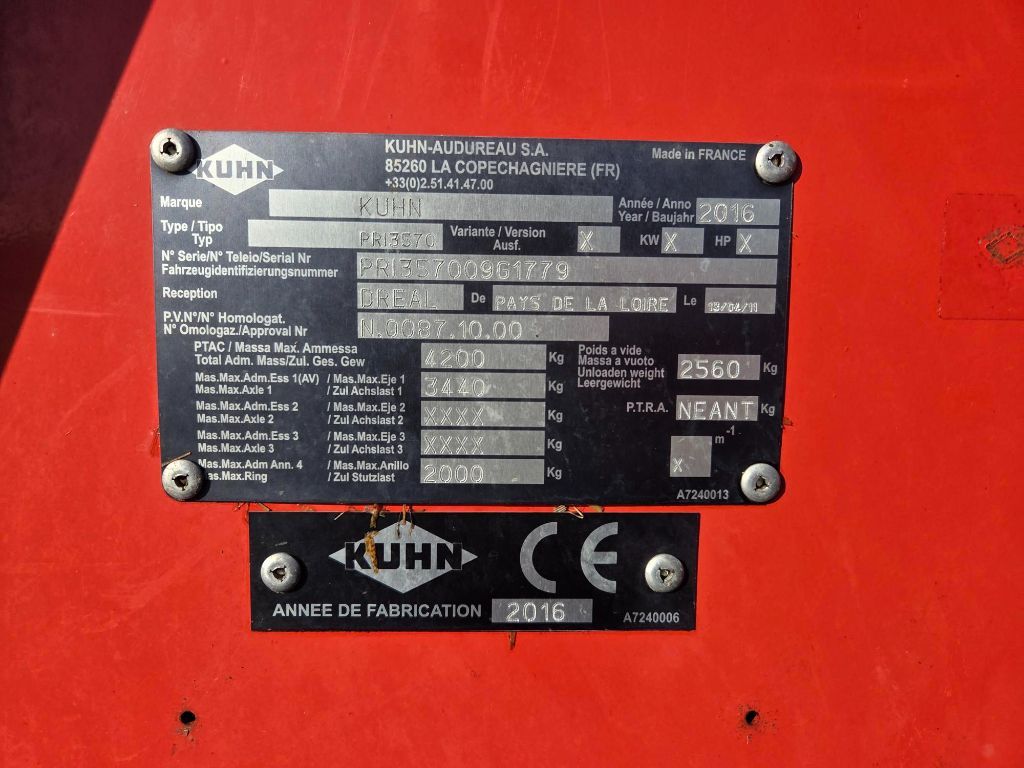 KUHN
KUHN-AUDUREAU S.A.
85260 LA COPECHAGNIERE (FR)
+33(0)2.51.41.47.00
Made in FRANCE
Marque KUHN Année / Anno
Year / Baujahr 2016
Type / Tipo
Typ PRI3570 Variante / Version
Ausf. X KW X HP X
N° Serie/N° Teleio/Serial Nr
Fahrzeugidentifizierungsnummer PRI35700961779
Reception DREAL De PAYS DE LA LOIRE Le 13/04/11
P.V.N°/N° Homologat.
N° Omologaz./Approval Nr N.0087.10.00
PTAC / Massa Max. Ammessa
Total Adm. Mass/Zul. Ges. Gew 4200 Kg
Poids a vide
Massa a vuoto
Unloaden weight
Leergewicht 2560 Kg
Mas.Max.Adm.Ess 1(AV) / Mas.Max.Eje 1
Mas.Max.Axle 1 / Zul Achslast 1 3440 Kg
P.T.R.A. NEANT Kg
Mas.Max.Adm.Ess 2 / Mas.Max.Eje 2
Mas.Max.Axle 2 / Zul Achslast 2 XXXX Kg
Mas.Max.Adm.Ess 3 / Mas.Max.Eje 3
Mas.Max.Axle 3 / Zul Achslast 3 XXXX Kg
X m-1
Mas.Max.Adm Ann. 4 / Mas.Max.Anillo
Mas.Max.Ring / Zul Stutzlast 2000 Kg
A7240013
KUHN CE
ANNEE DE FABRICATION 2016 A7240006